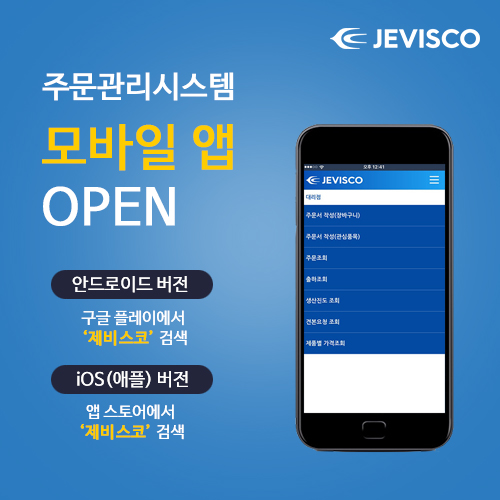 JEVISCO
주문관리시스템
모바일 앱
OPEN
안드로이드 버전
구글 플레이에서
‘제비스코’ 검색
iOS(애플) 버전
앱 스토어에서
‘제비스코’ 검색
오후 12:41
JEVISCO
대리점
주문서 작성(장바구니)
주문서 작성(관심품목)
주문조회
출하조회
생산진도 조회
견본요청 조회
제품별 가격조회